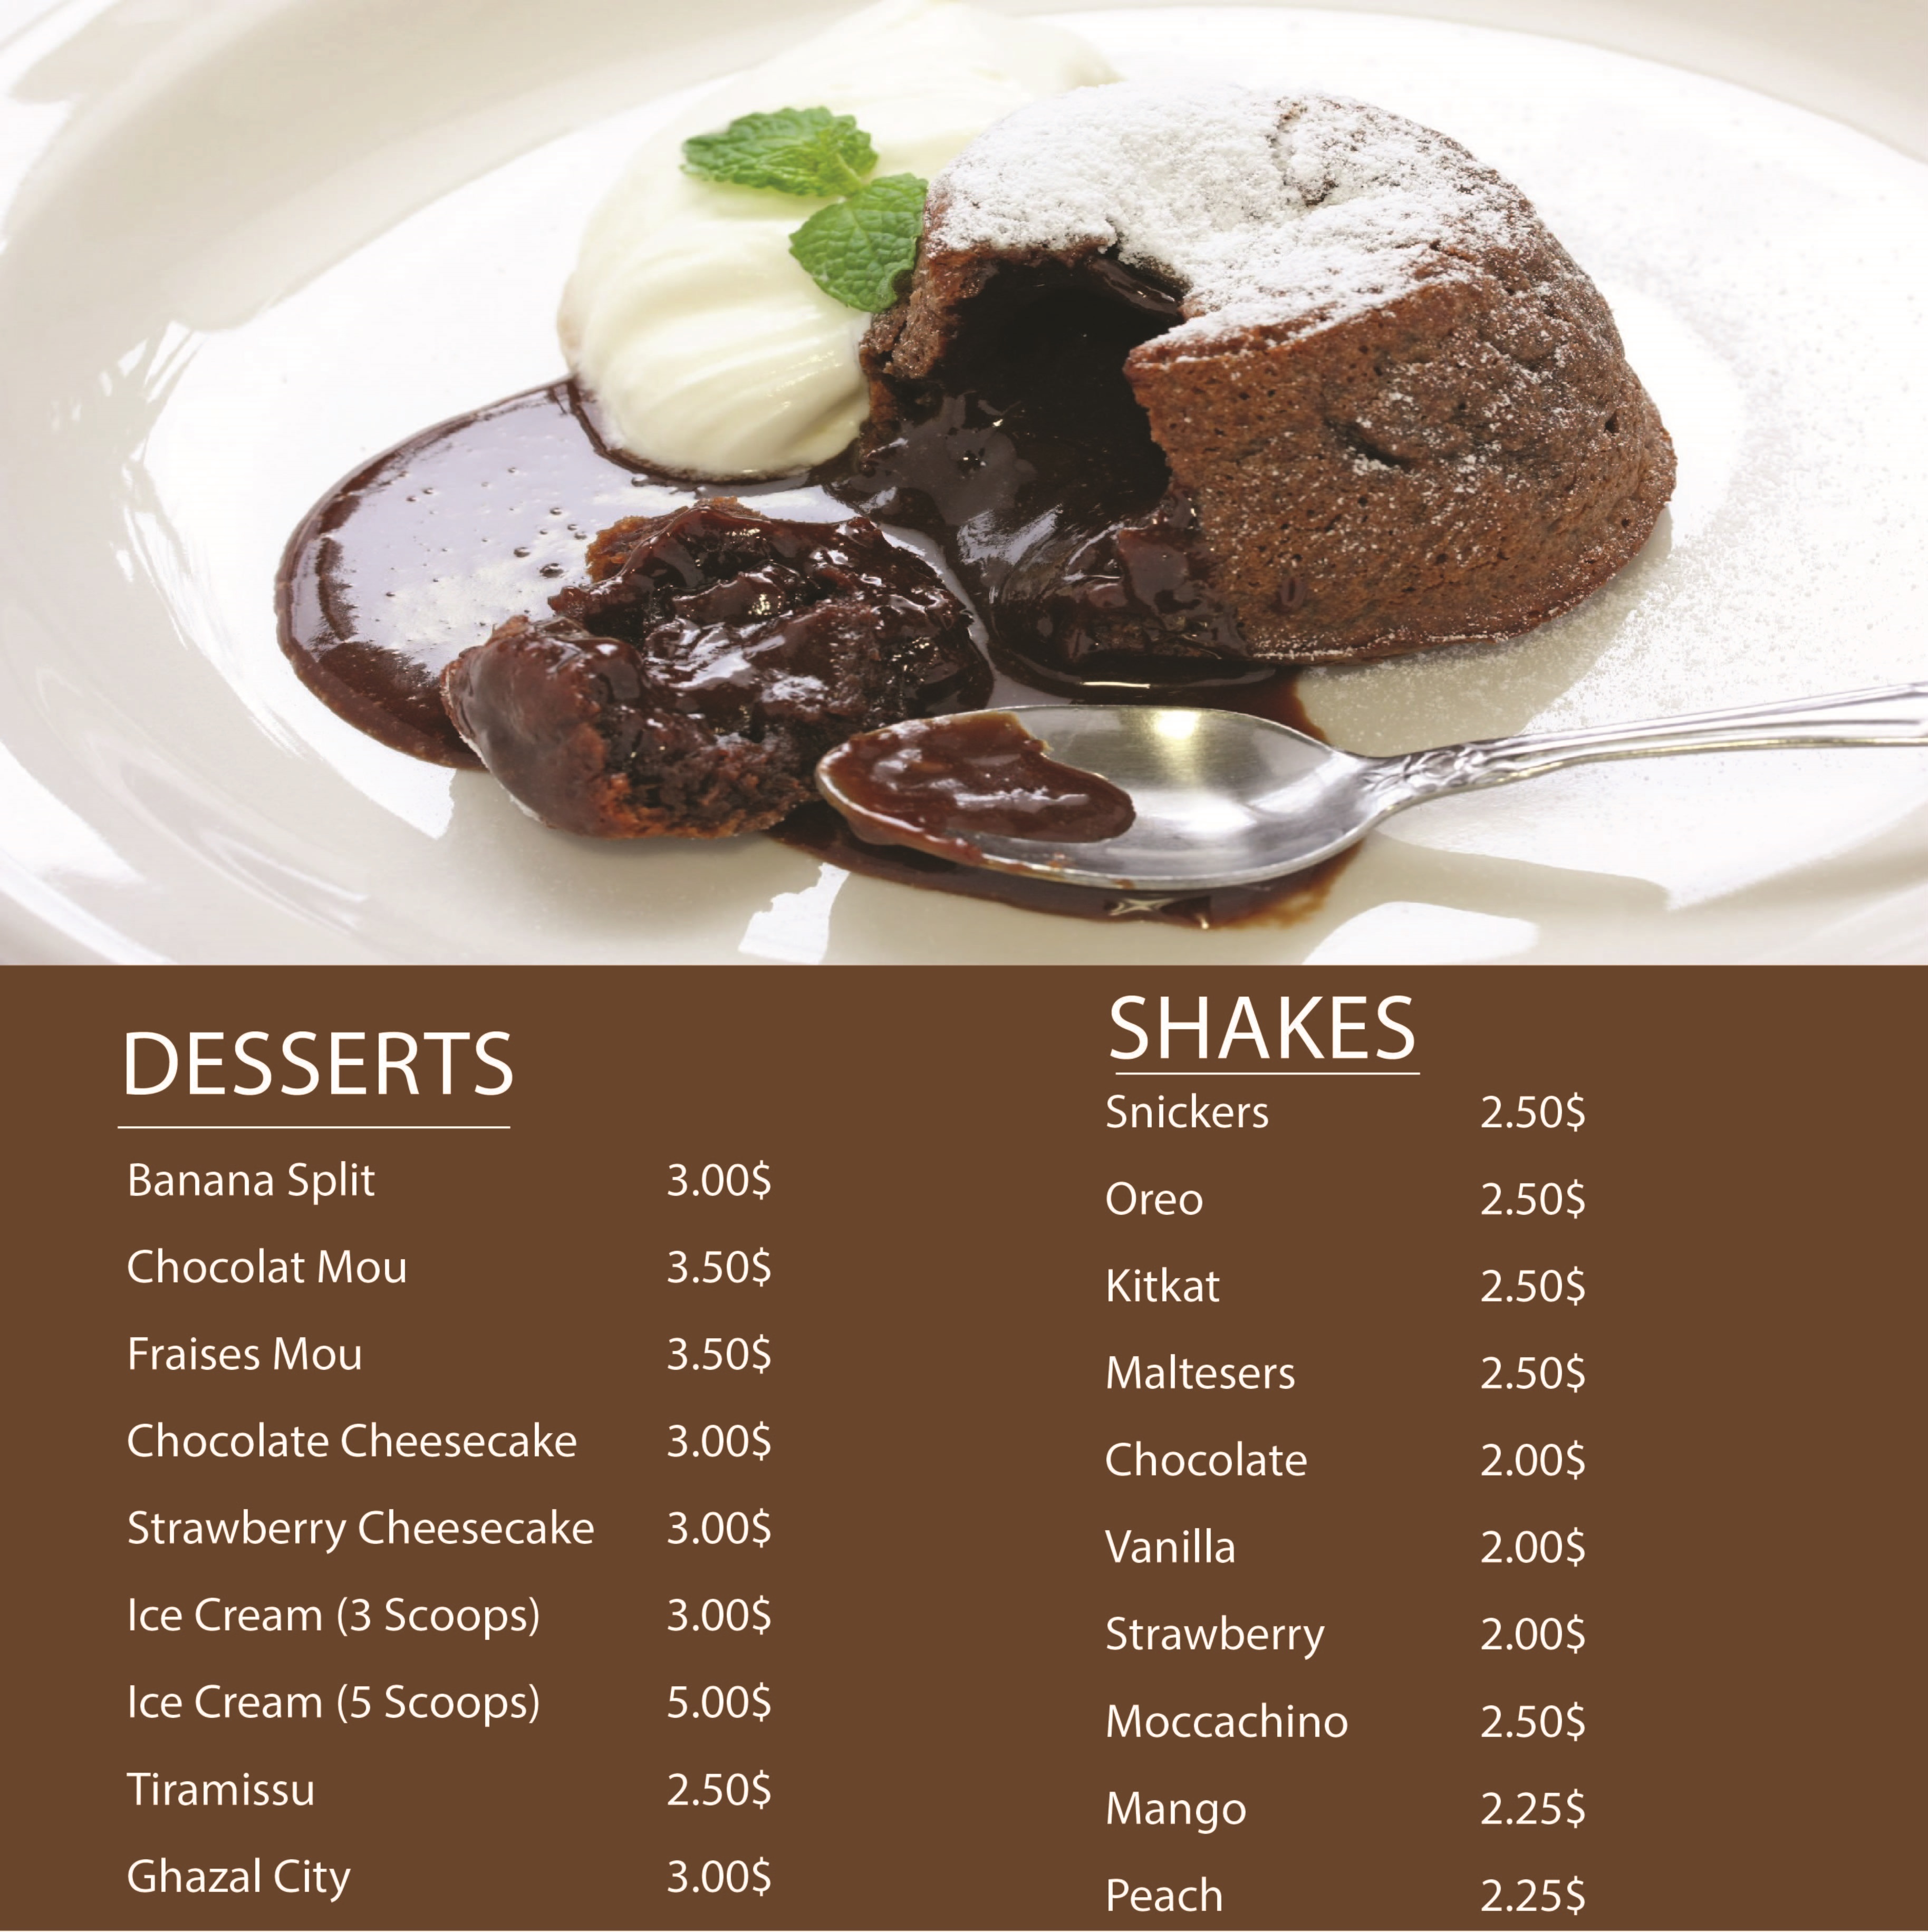 DESSERTS
Banana Split 3.00$
Chocolat Mou 3.50$
Fraises Mou 3.50$
Chocolate Cheesecake 3.00$
Strawberry Cheesecake 3.00$
Ice Cream (3 Scoops) 3.00$
Ice Cream (5 Scoops) 5.00$
Tiramissu 2.50$
Ghazal City 3.00$
SHAKES
Snickers 2.50$
Oreo 2.50$
Kitkat 2.50$
Maltesers 2.50$
Chocolate 2.00$
Vanilla 2.00$
Strawberry 2.00$
Moccachino 2.50$
Mango 2.25$
Peach 2.25$